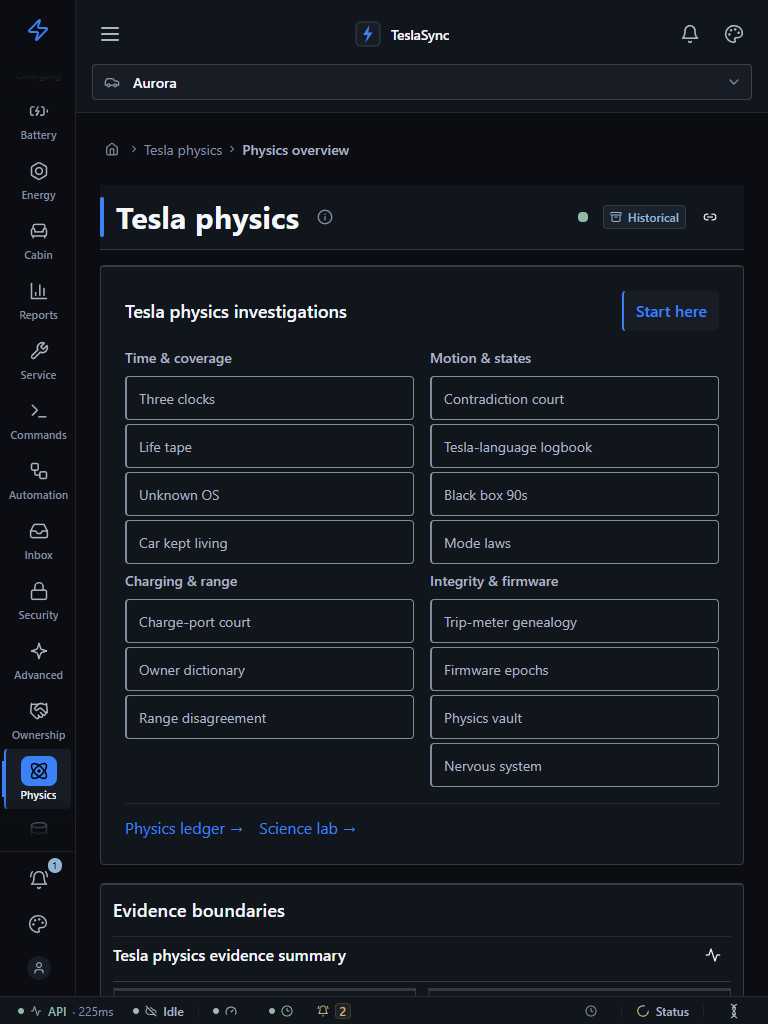 TeslaSync
Aurora
Charging
Battery
Energy
Cabin
Reports
Service
Commands
Automation
Inbox
Security
Advanced
Ownership
Physics
1
Tesla physics > Physics overview
Tesla physics
Historical
Tesla physics investigations
Start here
Time & coverage
Three clocks
Life tape
Unknown OS
Car kept living
Motion & states
Contradiction court
Tesla-language logbook
Black box 90s
Mode laws
Charging & range
Charge-port court
Owner dictionary
Range disagreement
Integrity & firmware
Trip-meter genealogy
Firmware epochs
Physics vault
Nervous system
Physics ledger →
Science lab →
Evidence boundaries
Tesla physics evidence summary
API · 225ms
Idle
2
Status